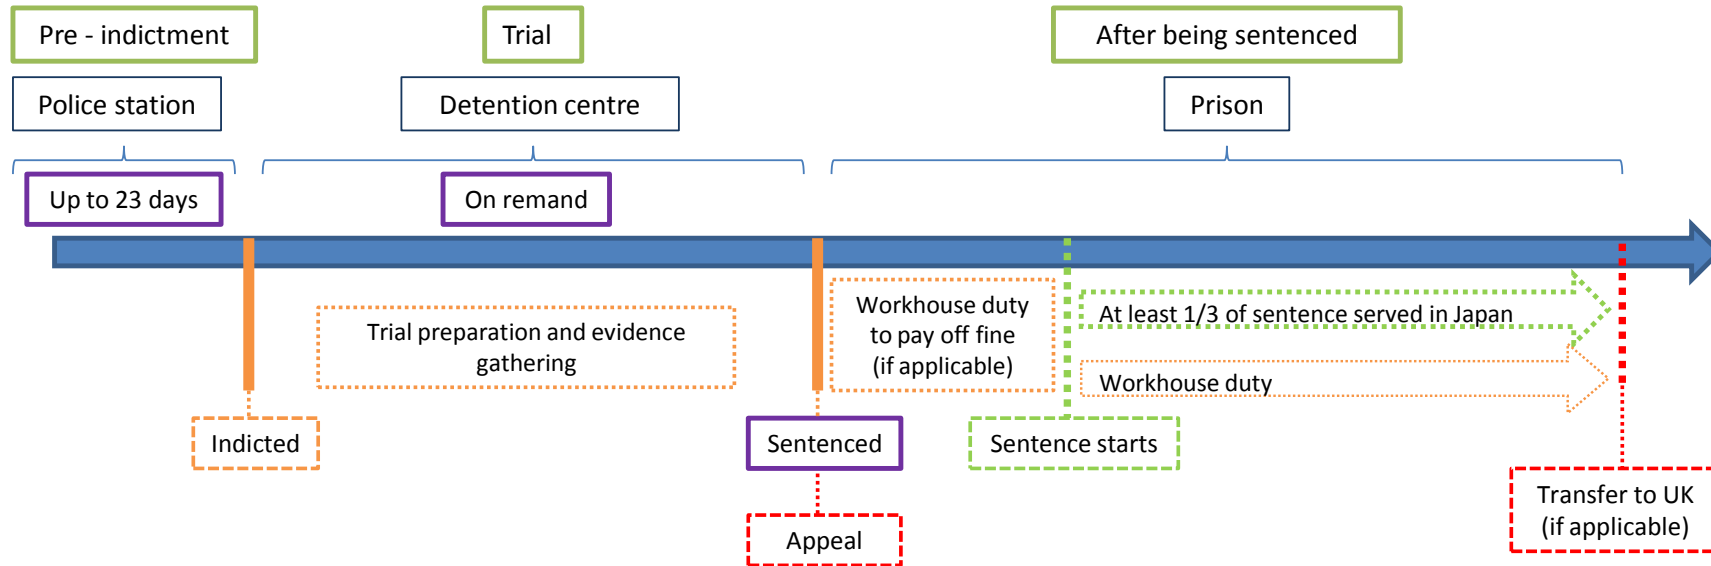 Pre - indictment
Trial
After being sentenced
Police station
Detention centre
Prison
Up to 23 days
On remand
Trial preparation and evidence
gathering
Workhouse duty
to pay off fine
(if applicable)
At least 1/3 of sentence served in Japan
Workhouse duty
Indicted
Sentenced
Sentence starts
Appeal
Transfer to UK
(if applicable)